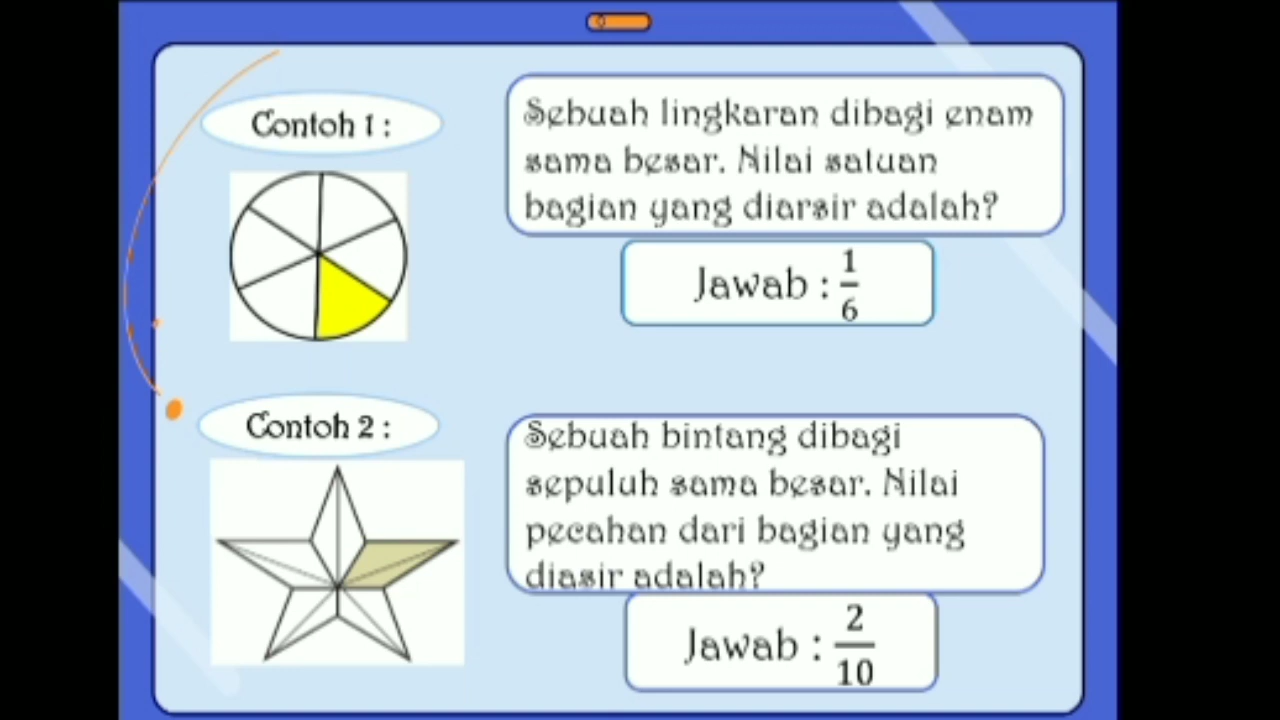 Contoh 1 :
Sebuah lingkaran dibagi enam
sama besar. Nilai satuan
bagian yang diarsir adalah?
Jawab : 1/6
Contoh 2 :
Sebuah bintang dibagi
sepuluh sama besar. Nilai
pecahan dari bagian yang
diasir adalah?
Jawab : 2/10